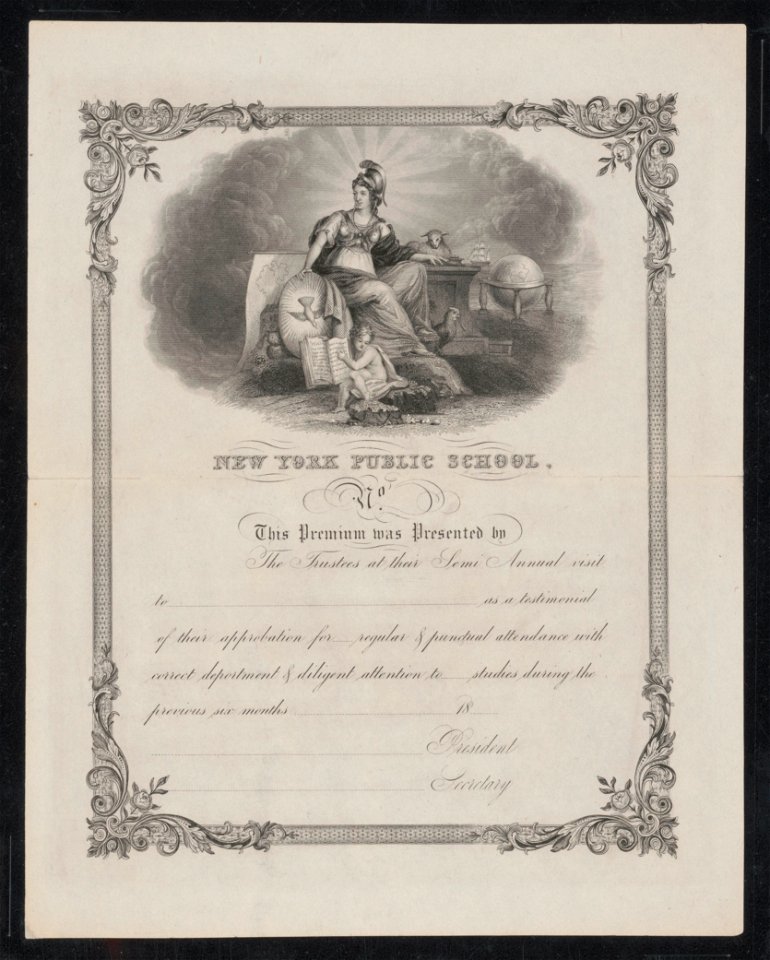 NEW YORK PUBLIC SCHOOL,
No.
This Premium was Presented by
The Trustees at their Semi Annual visit
to as a testimonial
of their approbation for regular & punctual attendance with
correct deportment & diligent attention to studies during the
previous six months 18
President
Secretary